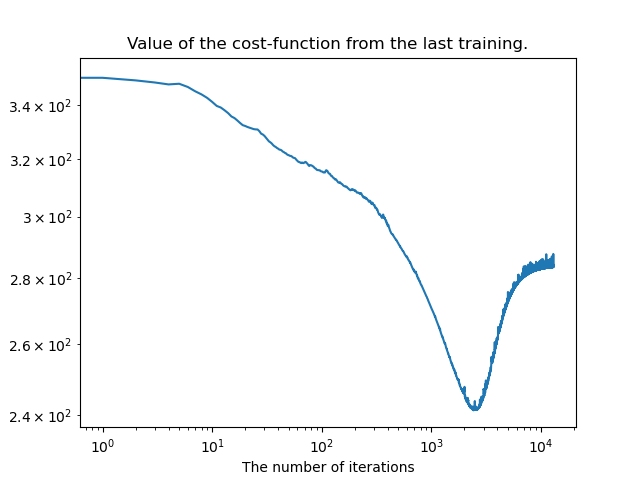 Value of the cost-function from the last training.
3.4 × 10²
3.2 × 10²
3 × 10²
2.8 × 10²
2.6 × 10²
2.4 × 10²
10⁰ 10¹ 10² 10³ 10⁴
The number of iterations